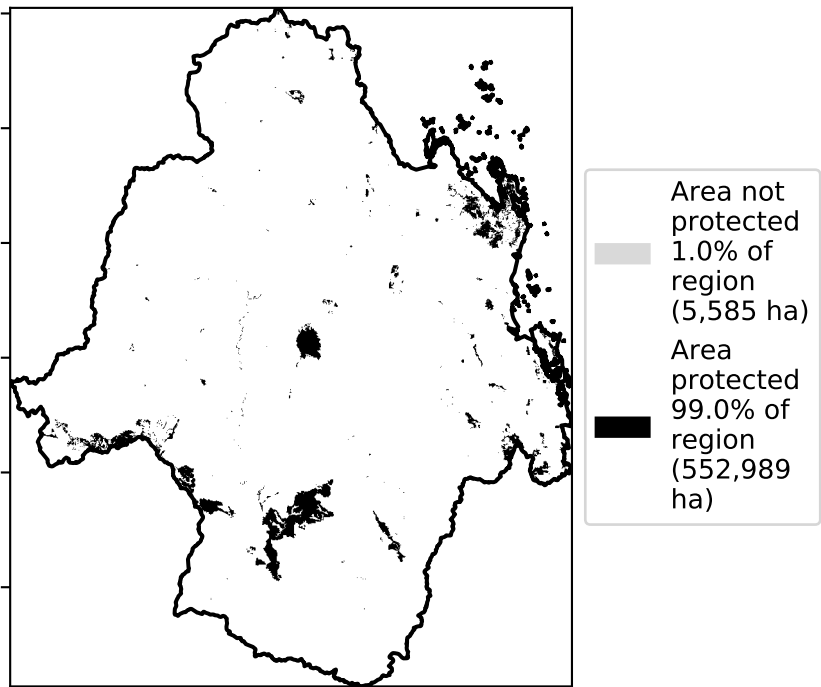 Area not
protected
1.0% of
region
(5,585 ha)
Area
protected
99.0% of
region
(552,989
ha)